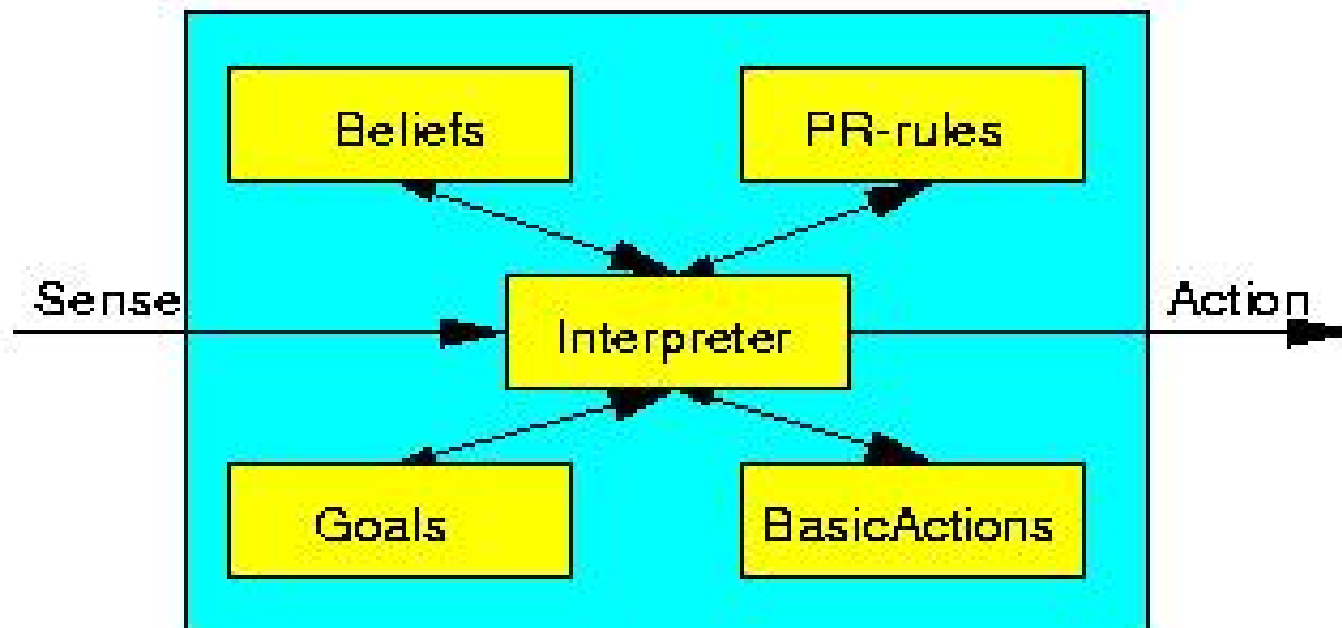 Beliefs
PR-rules
Sense
Interpreter
Action
Goals
BasicActions